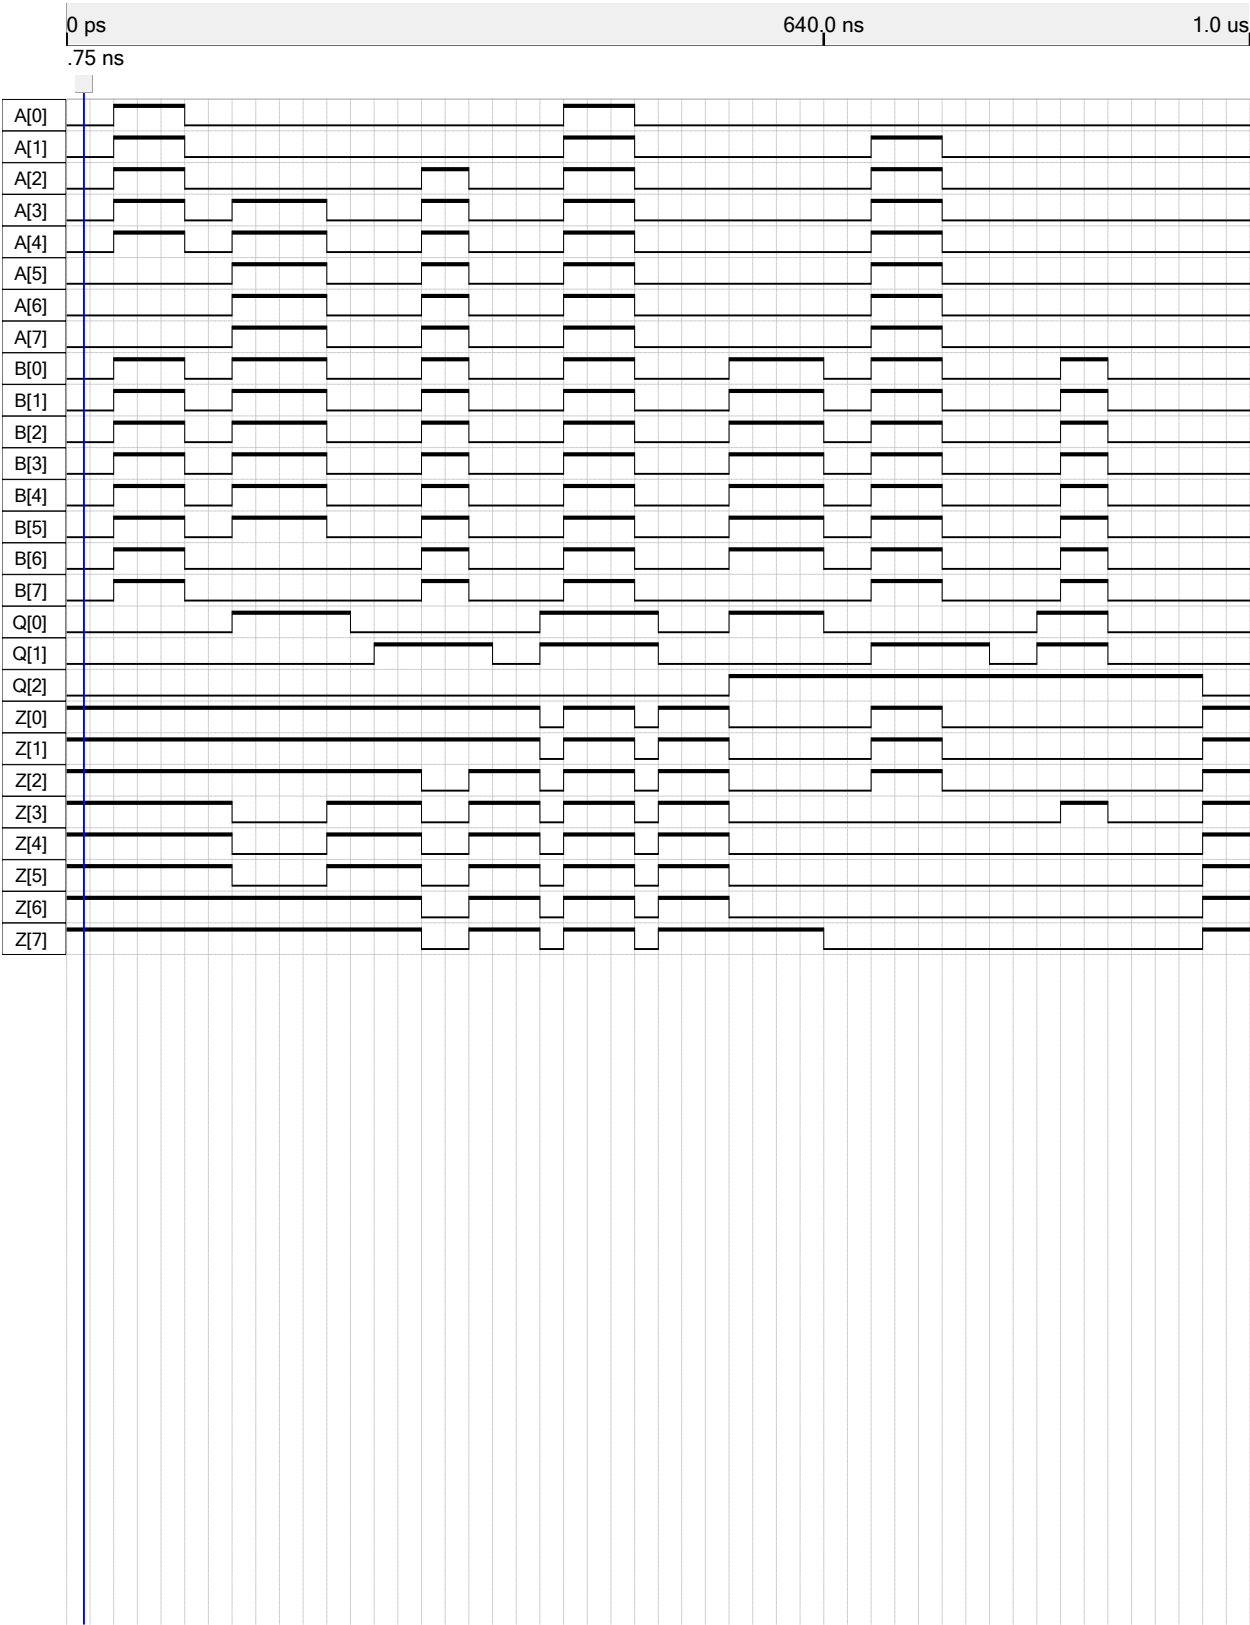 0 ps 640.0 ns 1.0 us
.75 ns
A[0]
A[1]
A[2]
A[3]
A[4]
A[5]
A[6]
A[7]
B[0]
B[1]
B[2]
B[3]
B[4]
B[5]
B[6]
B[7]
Q[0]
Q[1]
Q[2]
Z[0]
Z[1]
Z[2]
Z[3]
Z[4]
Z[5]
Z[6]
Z[7]